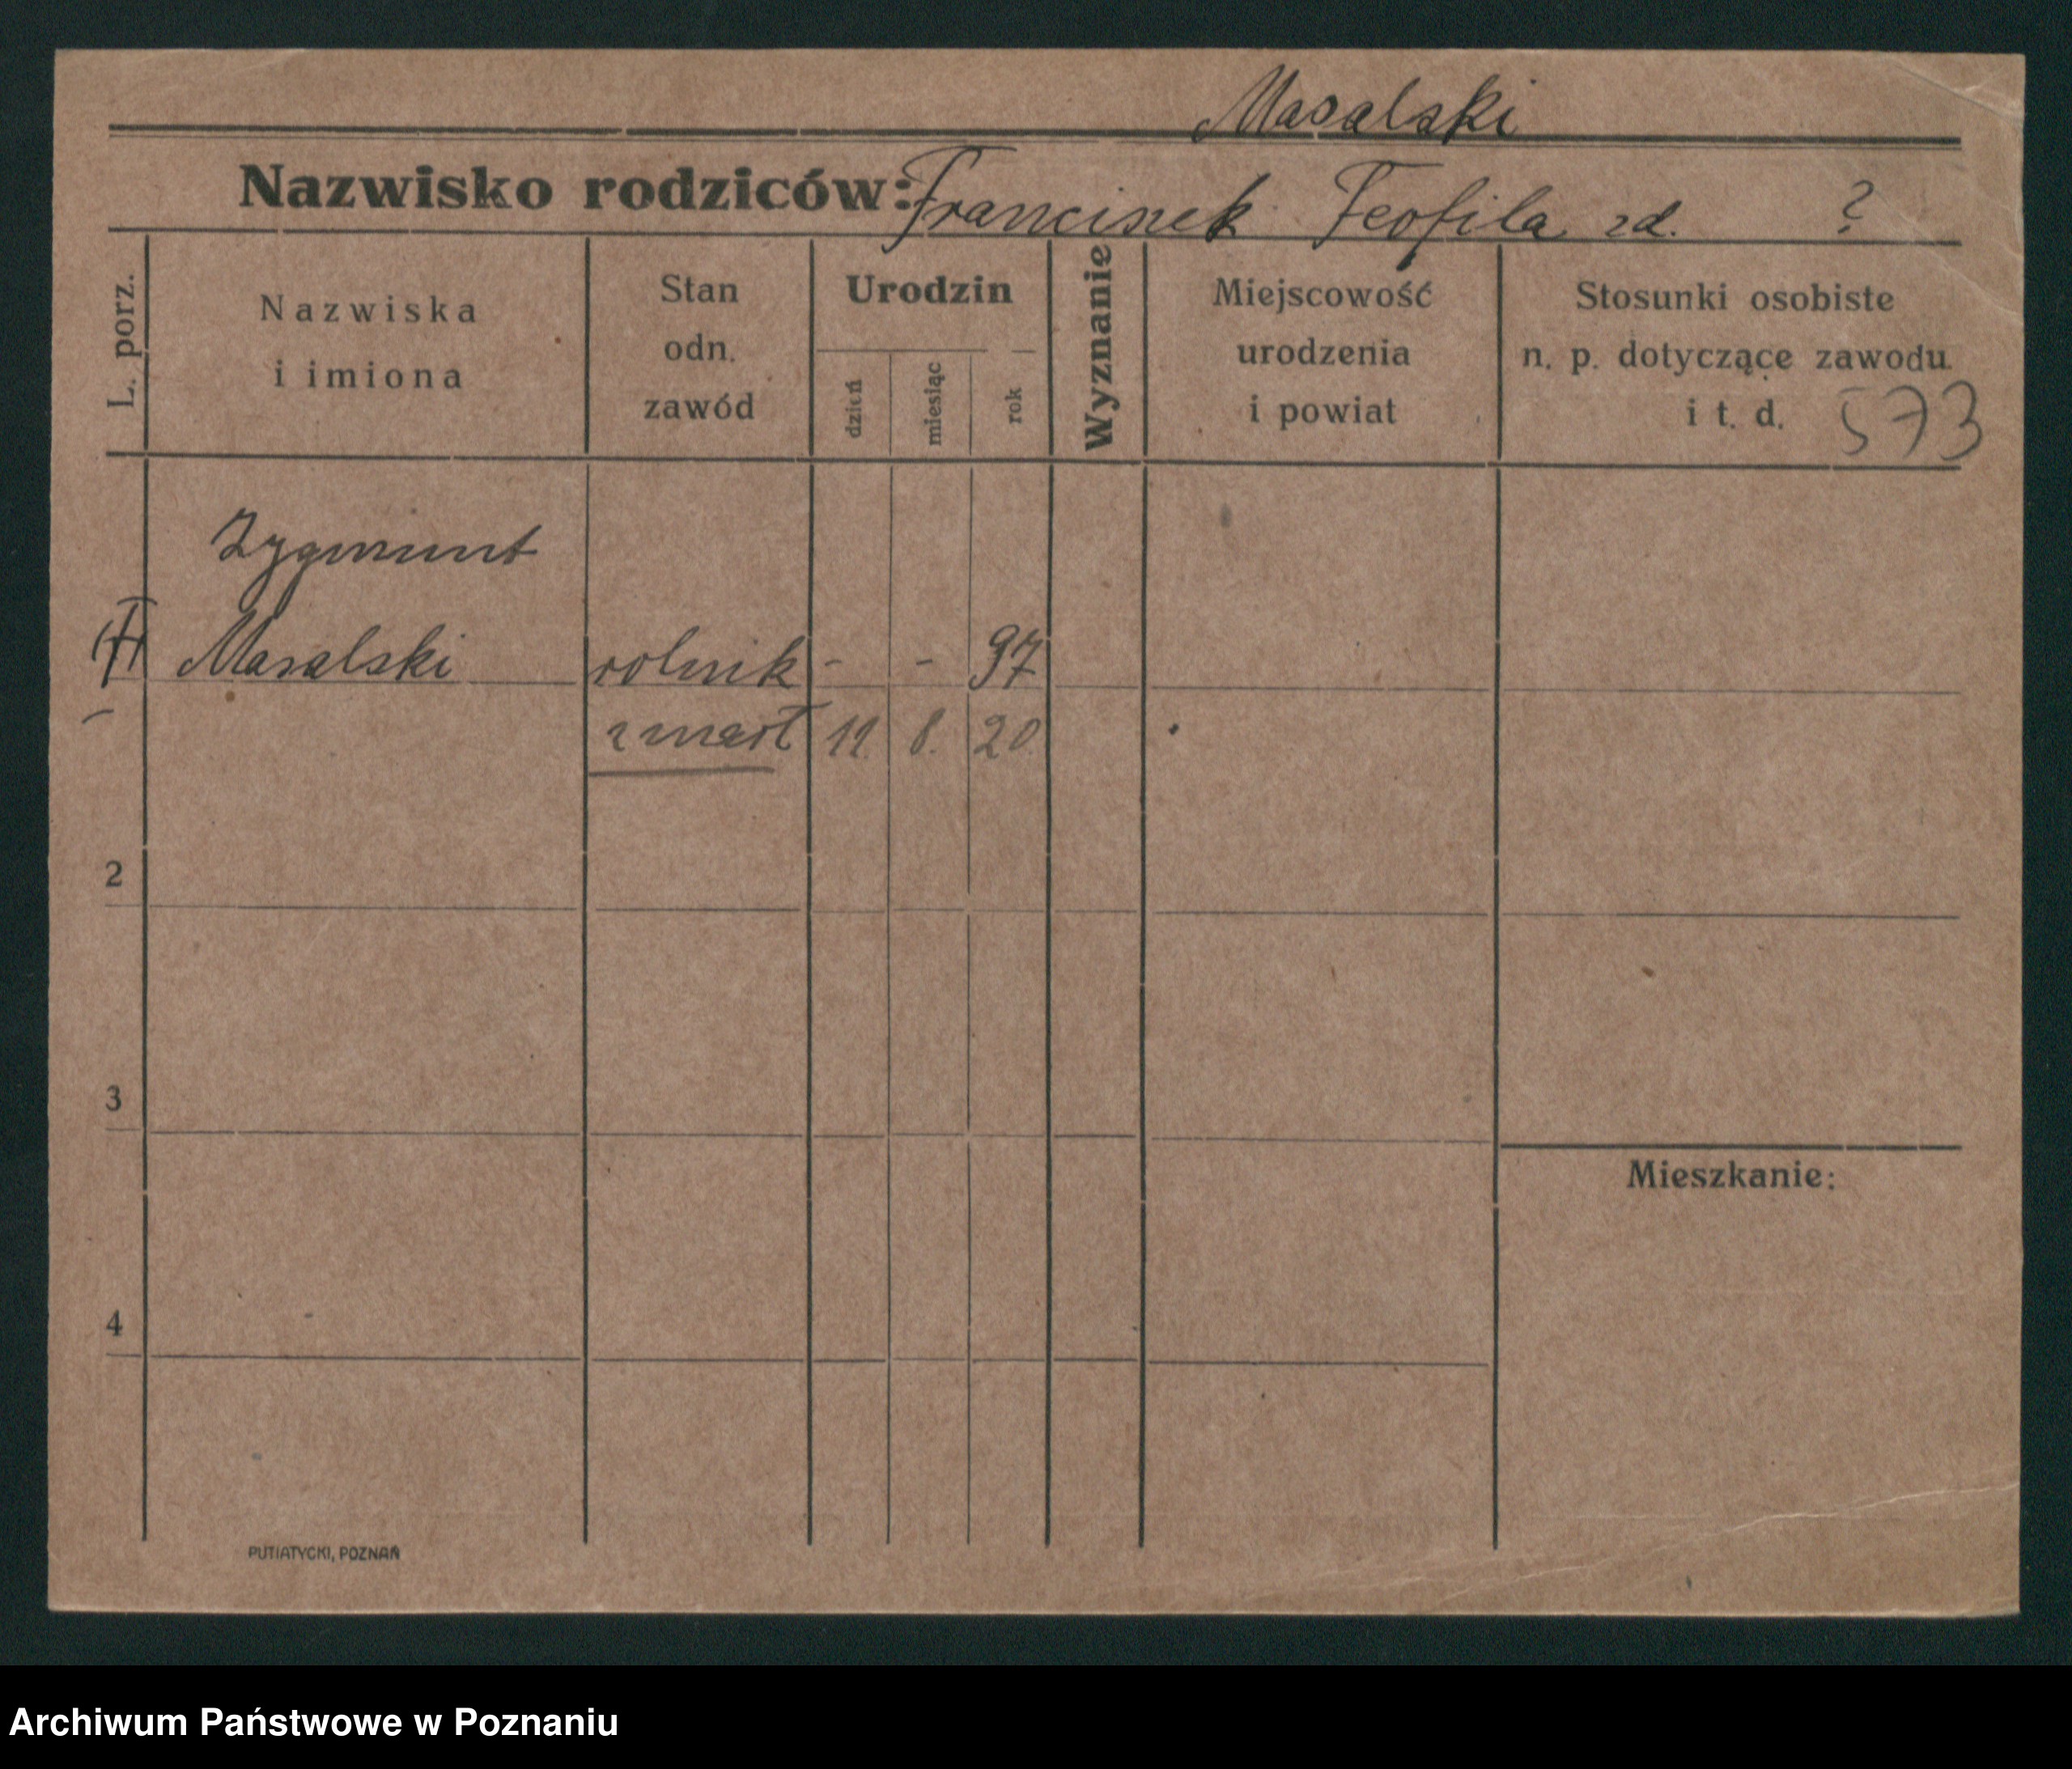 Masalski
Nazwisko rodziców: Franciszek Teofila zd. ?
L. porz.
Nazwiska
i imiona
Stan
odn.
zawód
Urodzin
dzień
miesiąc
rok
Wyznanie
Miejscowość
urodzenia
i powiat
Stosunki osobiste
n. p. dotyczące zawodu
i t. d. 573
Zygmunt
Masalski rolnik - - 97
zmarł 11. 8. 20.
2
3
Mieszkanie:
4
PUTIATYCKI, POZNAŃ
Archiwum Państwowe w Poznaniu